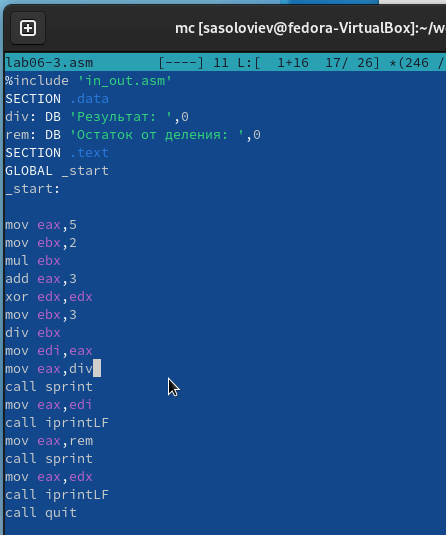 mc [sasoloviev@fedora-VirtualBox]:~/w
lab06-3.asm [----] 11 L:[ 1+16 17/ 26] *(246 /
%include 'in_out.asm'
SECTION .data
div: DB 'Результат: ',0
rem: DB 'Остаток от деления: ',0
SECTION .text
GLOBAL _start
_start:
mov eax,5
mov ebx,2
mul ebx
add eax,3
xor edx,edx
mov ebx,3
div ebx
mov edi,eax
mov eax,div
call sprint
mov eax,edi
call iprintLF
mov eax,rem
call sprint
mov eax,edx
call iprintLF
call quit